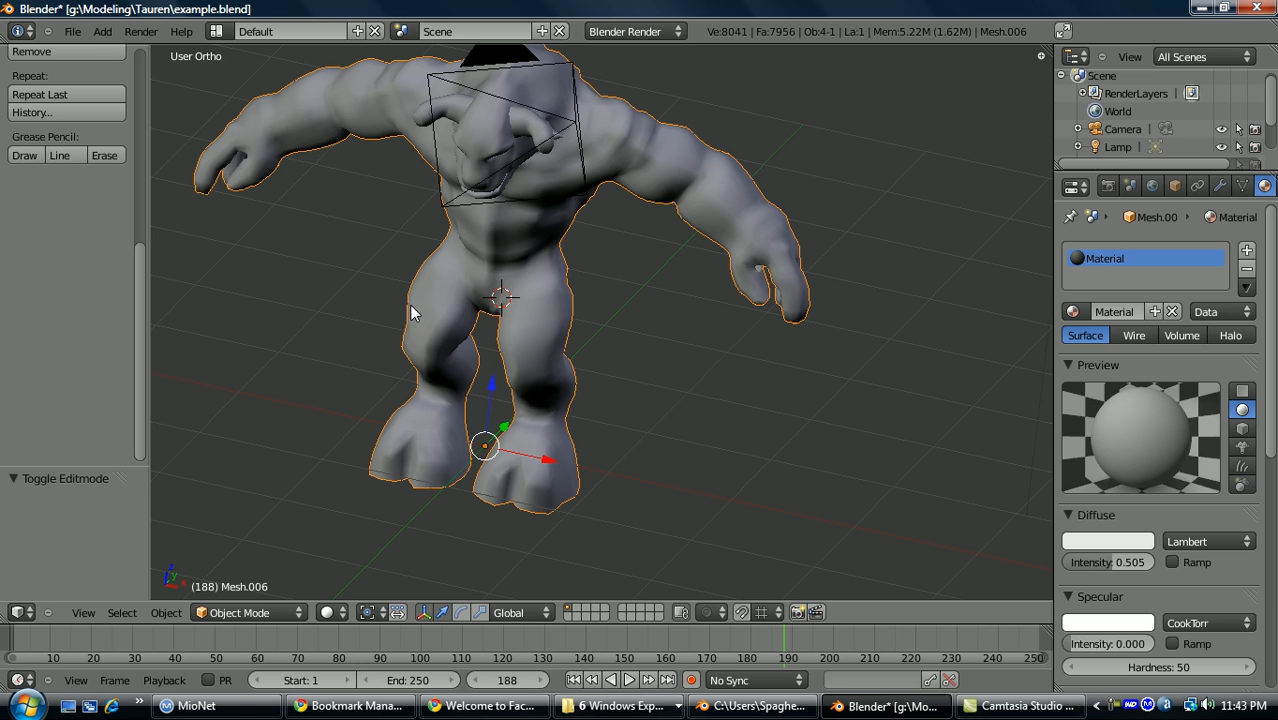 Blender* [g:\Modeling\Tauren\example.blend]
File Add Render Help Default Scene Blender Render Ve:8041 | Fa:7956 | Ob:4-1 | La:1 | Mem:5.22M (1.62M) | Mesh.006
Remove
Repeat:
Repeat Last
History...
Grease Pencil:
Draw Line Erase
Toggle Editmode
User Ortho
(188) Mesh.006
View Select Object Object Mode Global
View All Scenes
Scene
RenderLayers
World
Camera
Lamp
Mesh.00 Material
Material
Material Data
Surface Wire Volume Halo
Preview
Diffuse
Lambert
Intensity: 0.505 Ramp
Specular
CookTorr
Intensity: 0.000 Ramp
Hardness: 50
10 20 30 40 50 60 70 80 90 100 110 120 130 140 150 160 170 180 190 200 210 220 230 240 250
View Frame Playback PR Start: 1 End: 250 188 No Sync
MioNet Bookmark Mana... Welcome to Fac... 6 Windows Exp... C:\Users\Spaghe... Blender* [g:\Mo... Camtasia Studio ... 11:43 PM